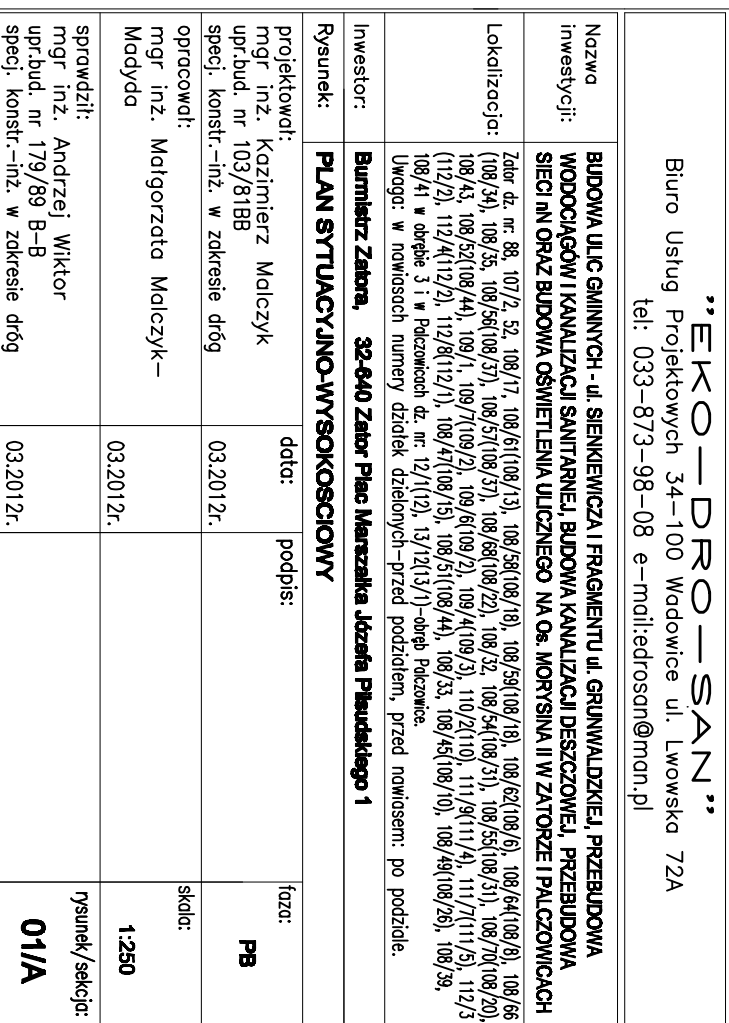 "EKO-DRO-SAN"
Biuro Usług Projektowych 34-100 Wadowice ul. Lwowska 72A
tel: 033-873-98-08 e-mail:edrosan@man.pl
Nazwa inwestycji:
BUDOWA ULIC GMINNYCH - ul. SIENKIEWICZA I FRAGMENTU ul. GRUNWALDZKIEJ, PRZEBUDOWA
WODOCIĄGÓW I KANALIZACJI SANITARNEJ, BUDOWA KANALIZACJI DESZCZOWEJ, PRZEBUDOWA
SIECI nN ORAZ BUDOWA OŚWIETLENIA ULICZNEGO NA Os. MORYSINA II W ZATORZE I PALCZOWICACH
Lokalizacja:
Zator dz. nr: 88, 107/2, 52, 108/17, 108/61(108/13), 108/58(108/18), 108/59(108/18), 108/62(108/6), 108/64(108/8), 108/66
(108/34), 108/35, 108/56(108/37), 108/57(108/37), 108/68(108/22), 108/32, 108/54(108/31), 108/55(108/31), 108/70(108/20),
108/43, 108/52(108/44), 109/1, 109/7(109/2), 109/6(109/2), 109/4(109/3), 110/2(110), 111/9(111/4), 111/7(111/5), 112/3
(112/2), 112/4(112/2), 112/8(112/1), 108/47(108/15), 108/51(108/44), 108/33, 108/45(108/10), 108/49(108/26), 108/39,
108/41 w obrębie 3 i w Palczowicach dz. nr: 12/1(12), 13/12(13/1)-obręb Palczowice.
Uwaga: w nawiasach numery działek dzielonych-przed podziałem, przed nawiasem: po podziale.
Inwestor:
Burmistrz Zatora, 32-640 Zator Plac Marszałka Józefa Piłsudskiego 1
Rysunek:
PLAN SYTUACYJNO-WYSOKOSCIOWY
projektował:
mgr inż. Kazimierz Malczyk
upr.bud. nr 103/81BB
specj. konstr.-inż. w zakresie dróg
data:
03.2012r.
podpis:
faza:
PB
opracował:
mgr inż. Małgorzata Malczyk-
Madyda
03.2012r.
skala:
1:250
sprawdził:
mgr inż. Andrzej Wiktor
upr.bud. nr 179/89 B-B
specj. konstr.-inż. w zakresie dróg
03.2012r.
rysunek/sekcja:
01/A